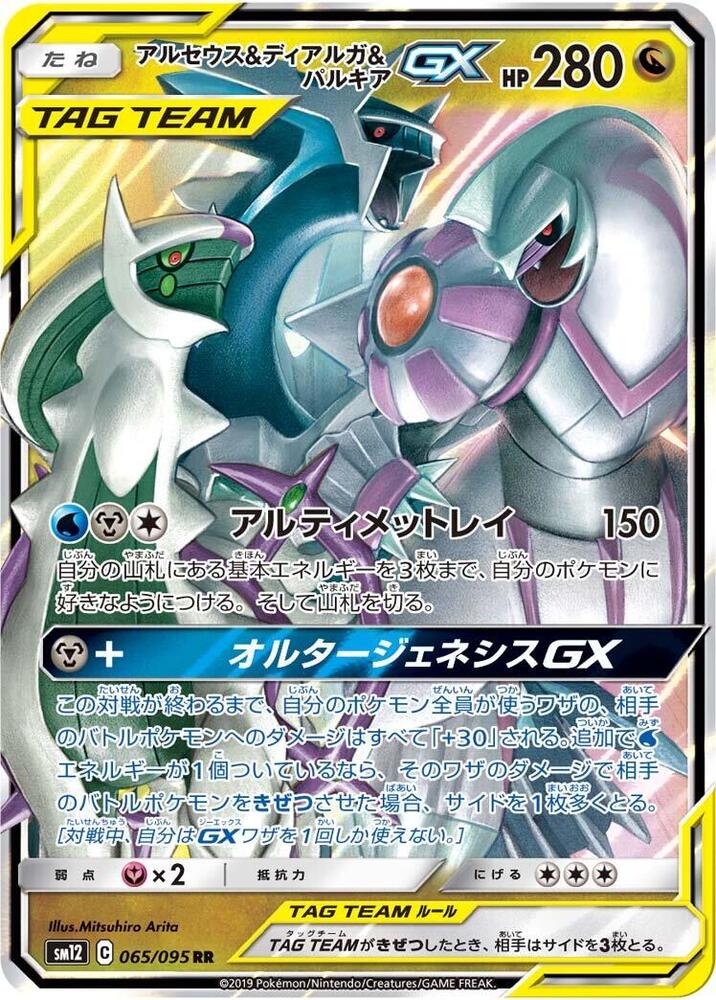 たね
アルセウス&ディアルガ&
パルキア GX HP 280
TAG TEAM
アルティメットレイ 150
自分の山札にある基本エネルギーを3枚まで、自分のポケモンに
好きなようにつける。そして山札を切る。
+ オルタージェネシスGX
この対戦が終わるまで、自分のポケモン全員が使うワザの、相手
のバトルポケモンへのダメージはすべて「+30」される。追加で
エネルギーが1個ついているなら、そのワザのダメージで相手
のバトルポケモンをきぜつさせた場合、サイドを1枚多くとる。
[対戦中、自分はGXワザを1回しか使えない。]
弱点 ×2 抵抗力 にげる
Illus.Mitsuhiro Arita
TAG TEAM ルール
TAG TEAMがきぜつしたとき、相手はサイドを3枚とる。
sm12 C 065/095 RR
©2019 Pokémon/Nintendo/Creatures/GAME FREAK.